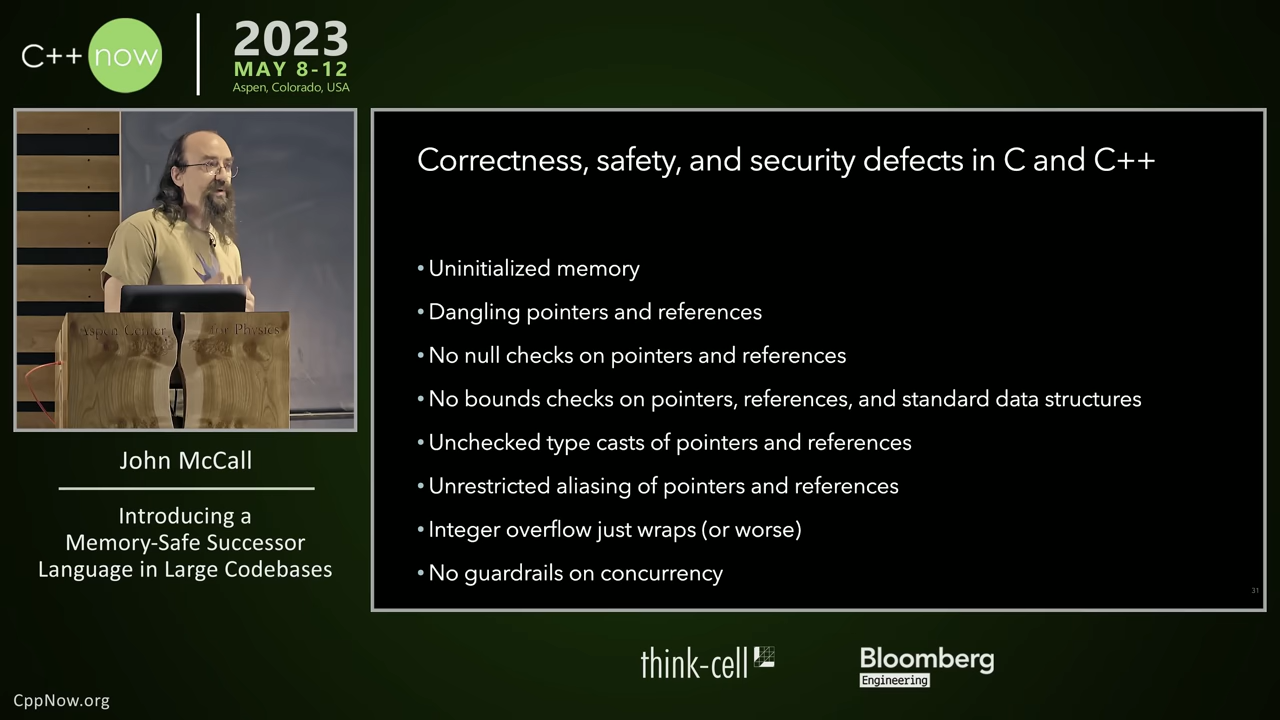 C++ now
2023
MAY 8-12
Aspen, Colorado, USA
Aspen Center for Physics
John McCall
Introducing a
Memory-Safe Successor
Language in Large Codebases
Correctness, safety, and security defects in C and C++
•Uninitialized memory
•Dangling pointers and references
•No null checks on pointers and references
•No bounds checks on pointers, references, and standard data structures
•Unchecked type casts of pointers and references
•Unrestricted aliasing of pointers and references
•Integer overflow just wraps (or worse)
•No guardrails on concurrency
31
think-cell
Bloomberg
Engineering
CppNow.org